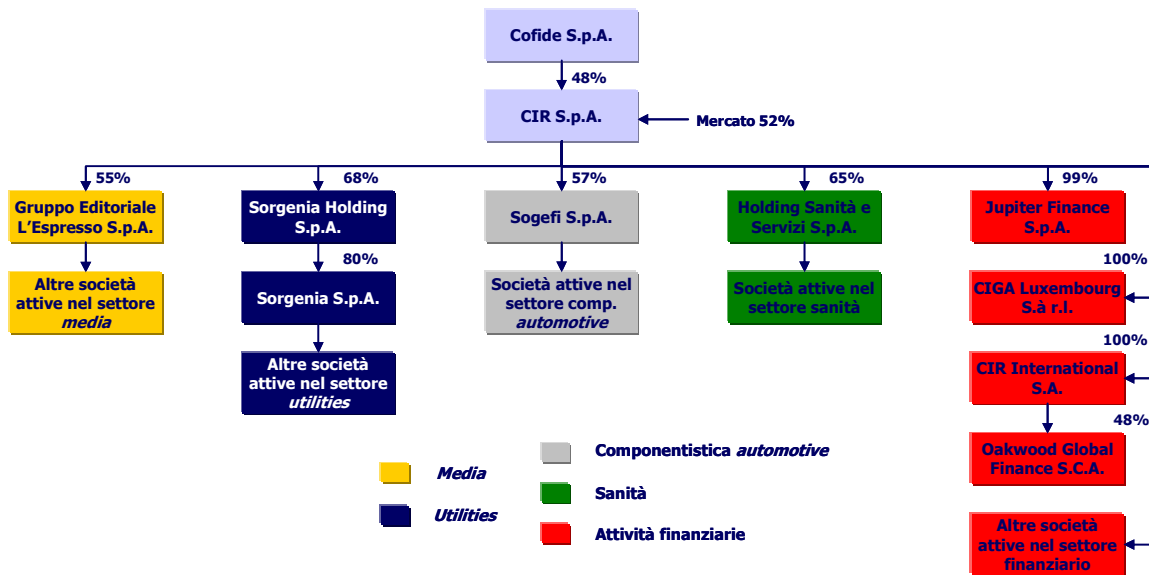 Cofide S.p.A.
48%
CIR S.p.A.
Mercato 52%
55%
68%
57%
65%
99%
Gruppo Editoriale
L'Espresso S.p.A.
Sorgenia Holding
S.p.A.
Sogefi S.p.A.
Holding Sanità e
Servizi S.p.A.
Jupiter Finance
S.p.A.
80%
100%
Altre società
attive nel settore
media
Sorgenia S.p.A.
Società attive nel
settore comp.
automotive
Società attive nel
settore sanità
CIGA Luxembourg
S.à r.l.
100%
Altre società
attive nel settore
utilities
CIR International
S.A.
48%
Oakwood Global
Finance S.C.A.
Media
Utilities
Componentistica automotive
Sanità
Attività finanziarie
Altre società
attive nel settore
finanziario